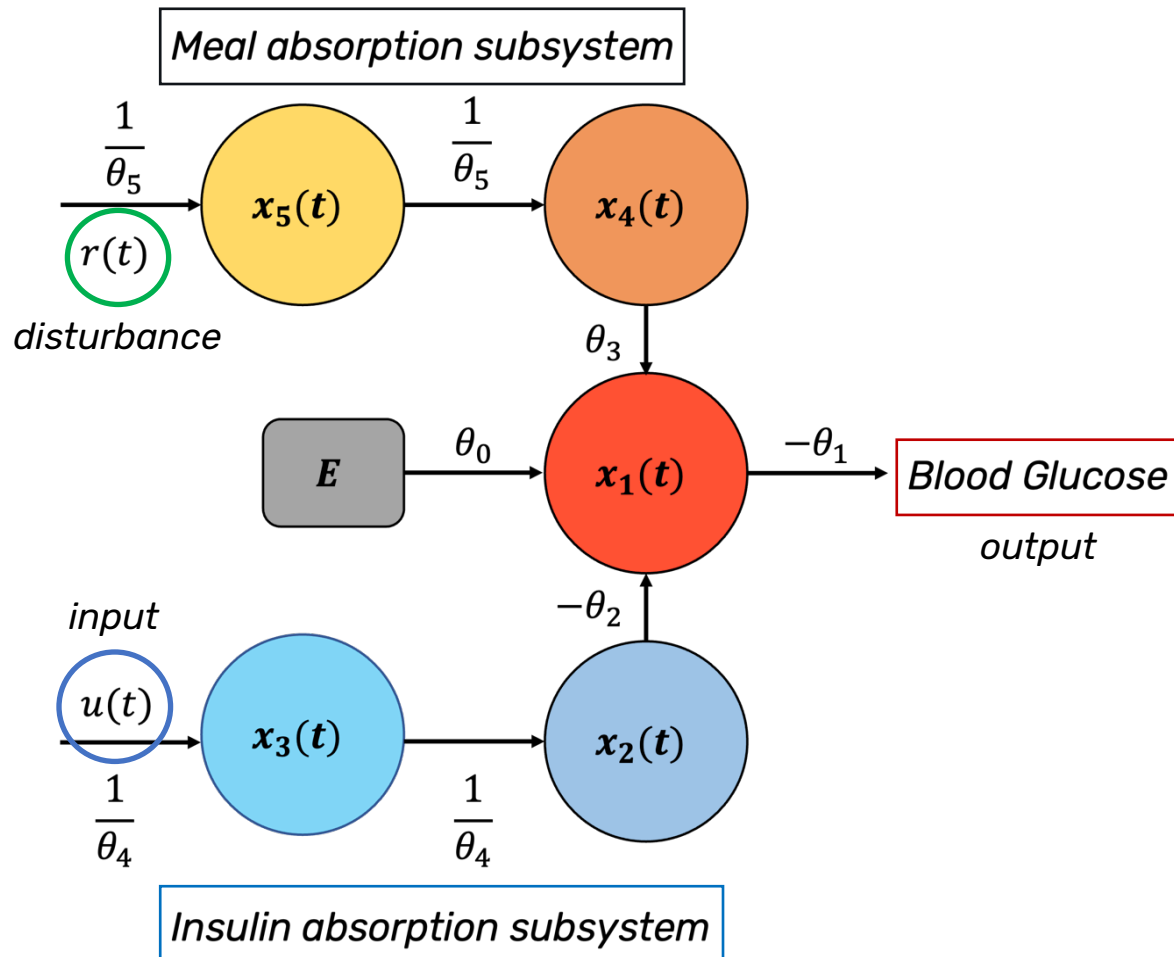 Meal absorption subsystem
1/θ₅
1/θ₅
x₅(t)
x₄(t)
r(t)
disturbance
θ₃
E
θ₀
x₁(t)
−θ₁
Blood Glucose
output
−θ₂
input
u(t)
x₃(t)
x₂(t)
1/θ₄
1/θ₄
Insulin absorption subsystem